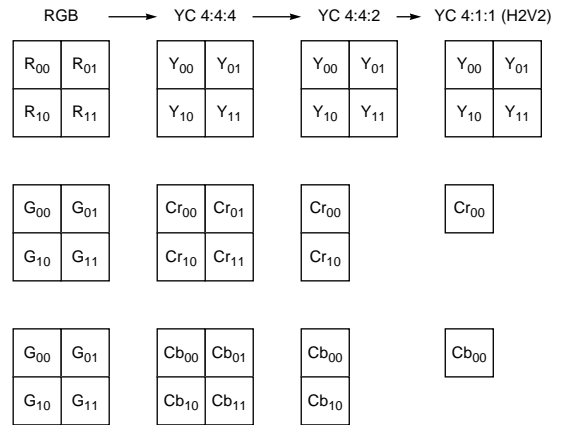 RGB → YC 4:4:4 → YC 4:4:2 → YC 4:1:1 (H2V2)
R00 R01 Y00 Y01 Y00 Y01 Y00 Y01
R10 R11 Y10 Y11 Y10 Y11 Y10 Y11
G00 G01 Cr00 Cr01 Cr00 Cr00
G10 G11 Cr10 Cr11 Cr10
G00 G01 Cb00 Cb01 Cb00 Cb00
G10 G11 Cb10 Cb11 Cb10